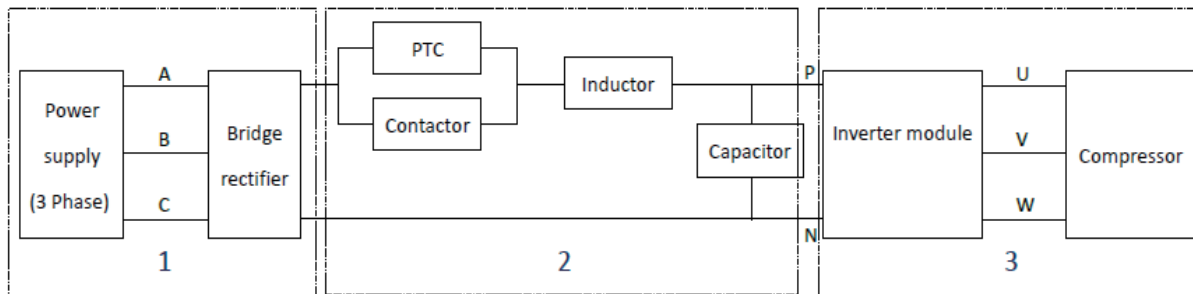 Power
supply
(3 Phase)
A
B
C
Bridge
rectifier
1
PTC
Contactor
Inductor
Capacitor
2
P
N
Inverter module
U
V
W
Compressor
3